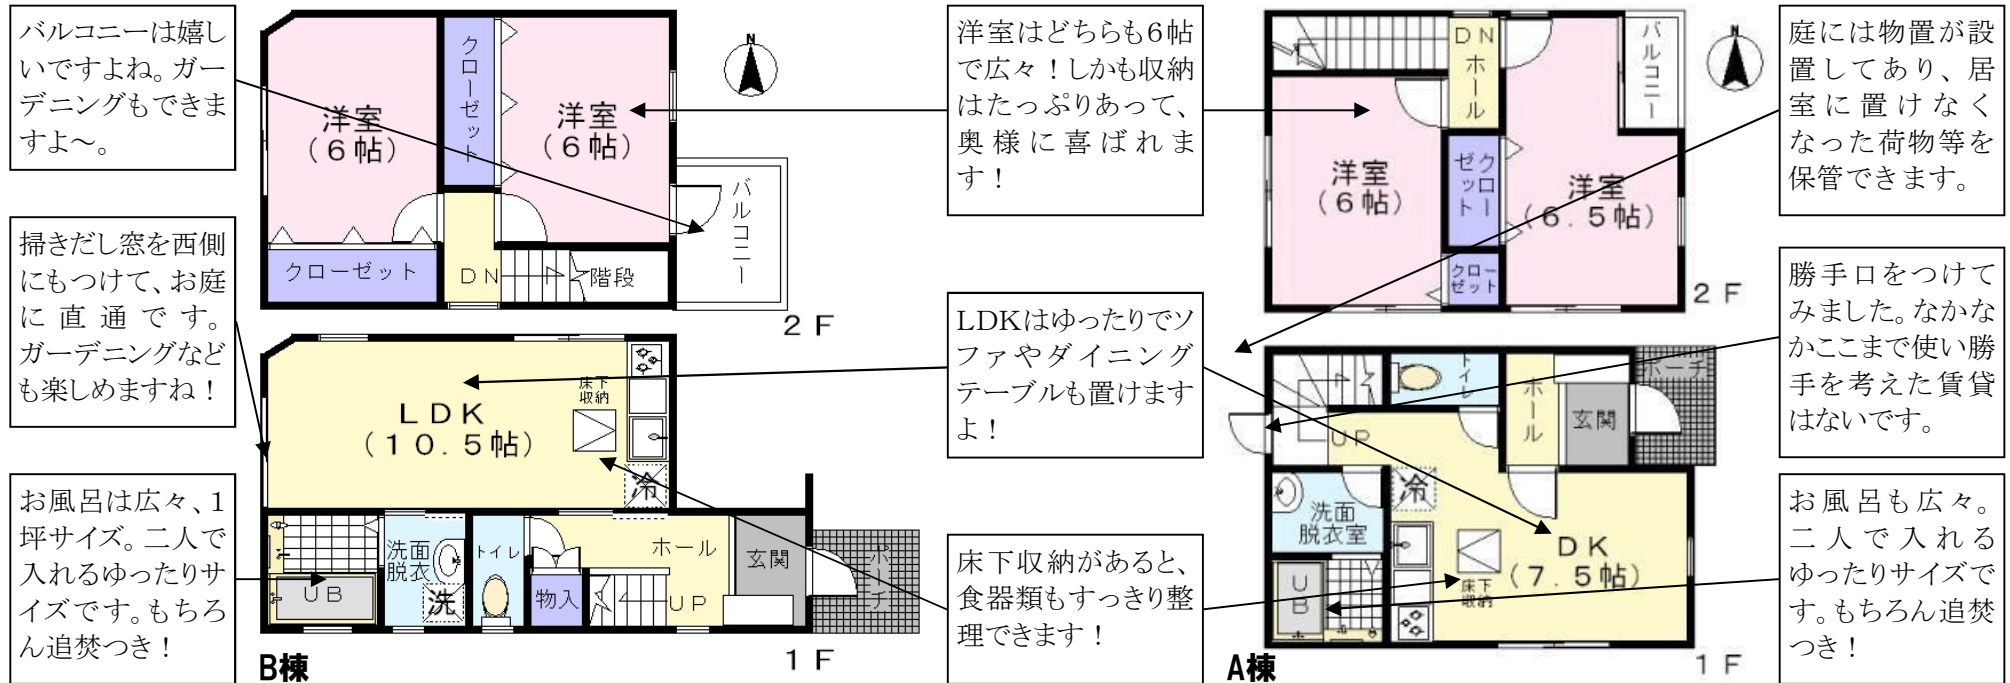 バルコニーは嬉し
いですよね。ガー
デニングもできま
すよ～。
掃きだし窓を西側
にもつけて、お庭
に直通です。
ガーデニングなど
も楽しめますね！
お風呂は広々、1
坪サイズ。二人で
入れるゆったりサ
イズです。もちろ
ん追焚つき！
洋室
（6帖）
クローゼット
洋室
（6帖）
クローゼット
DN
階段
バルコニー
2F
N
LDK
（10.5帖）
床下
収納
冷
UB
洗面
脱衣
洗
トイレ
物入
ホール
UP
玄関
ポーチ
1F
B棟
洋室はどちらも6帖
で広々！しかも収納
はたっぷりあって、
奥様に喜ばれま
す！
LDKはゆったりでソ
ファやダイニング
テーブルも置けます
よ！
床下収納があると、
食器類もすっきり整
理できます！
DN
ホール
バルコニー
洋室
（6帖）
クロー
ゼット
洋室
（6.5帖）
クロー
ゼット
2F
N
トイレ
ホール
玄関
ポーチ
UP
冷
洗面
脱衣室
UB
DK
（7.5帖）
床下
収納
1F
A棟
庭には物置が設
置してあり、居
室に置けなく
なった荷物等を
保管できます。
勝手口をつけて
みました。なかな
かここまで使い勝
手を考えた賃貸
はないです。
お風呂も広々。
二人で入れる
ゆったりサイズで
す。もちろん追焚
つき！